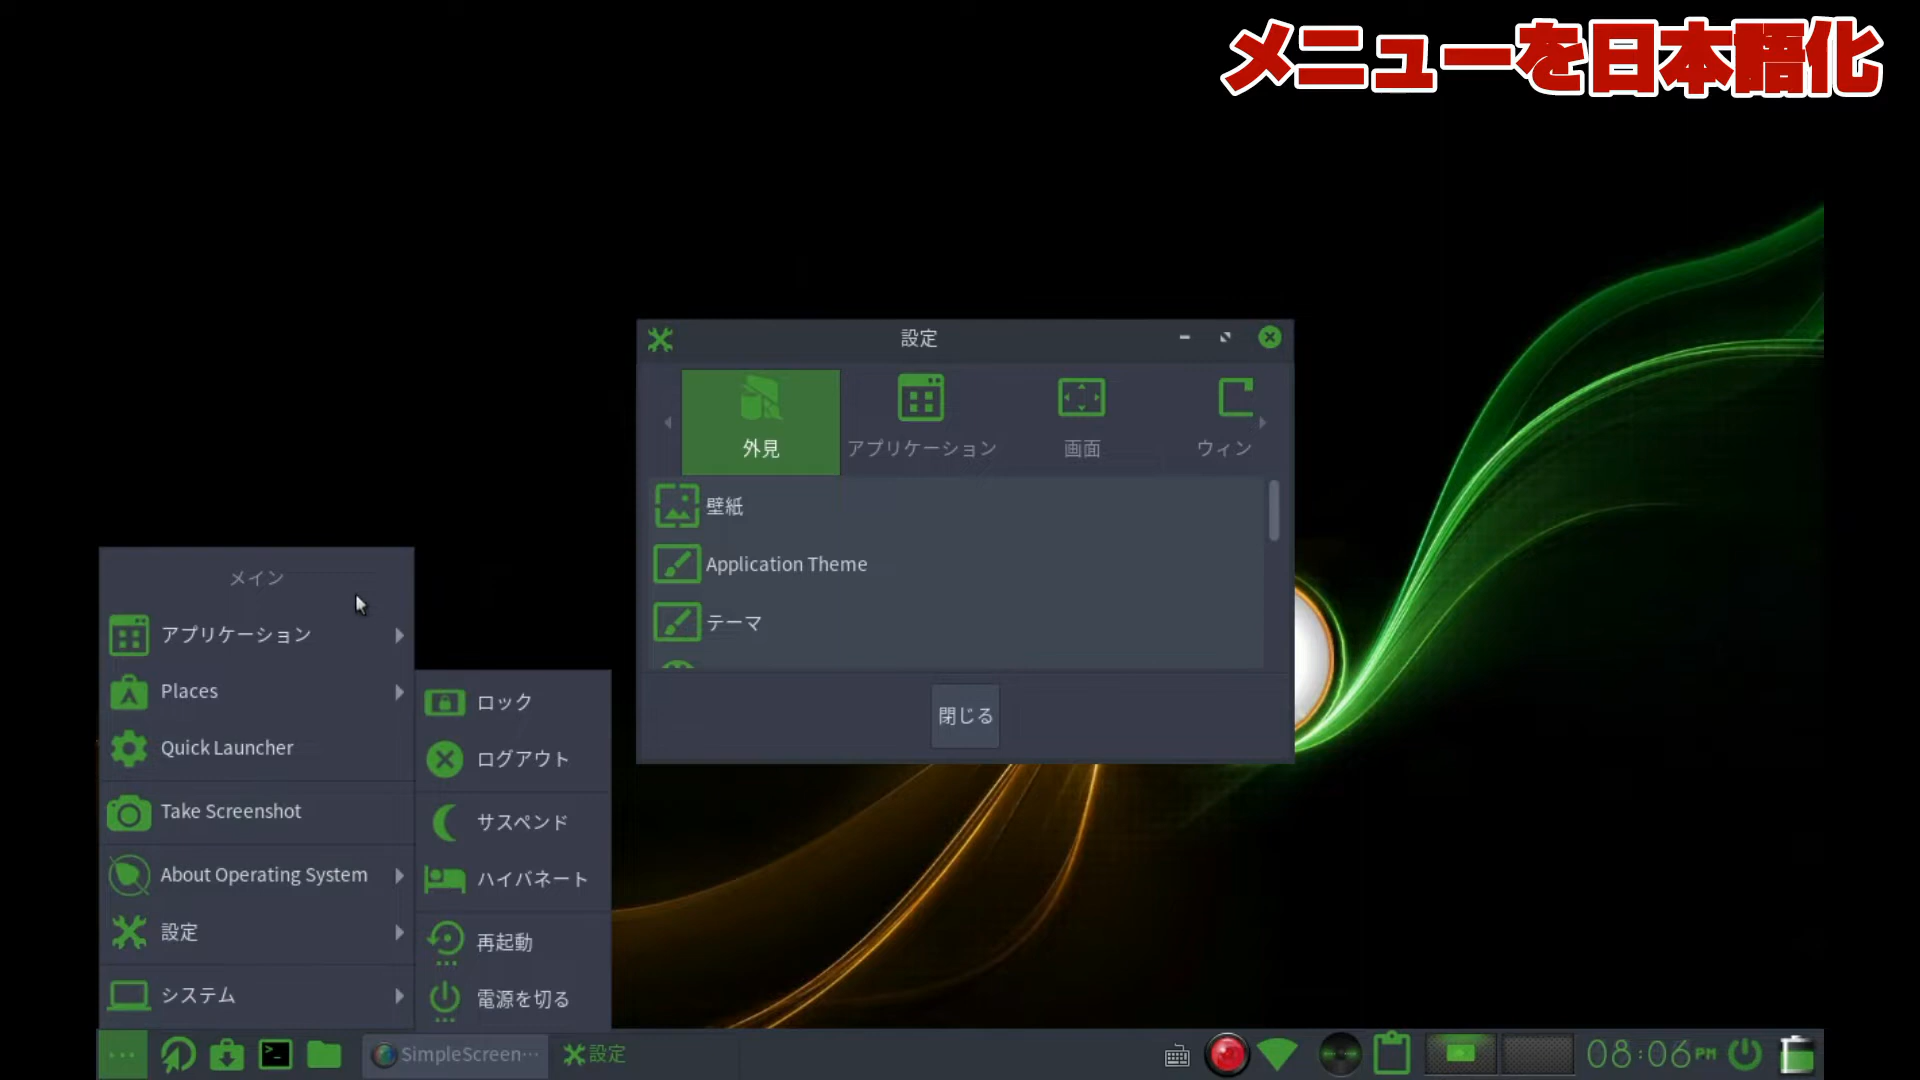 メニューを日本語化
設定
外見
アプリケーション
画面
ウィン
壁紙
Application Theme
テーマ
閉じる
メイン
アプリケーション
Places
Quick Launcher
Take Screenshot
About Operating System
設定
システム
ロック
ログアウト
サスペンド
ハイバネート
再起動
電源を切る
SimpleScreen…
設定
08:06 PM